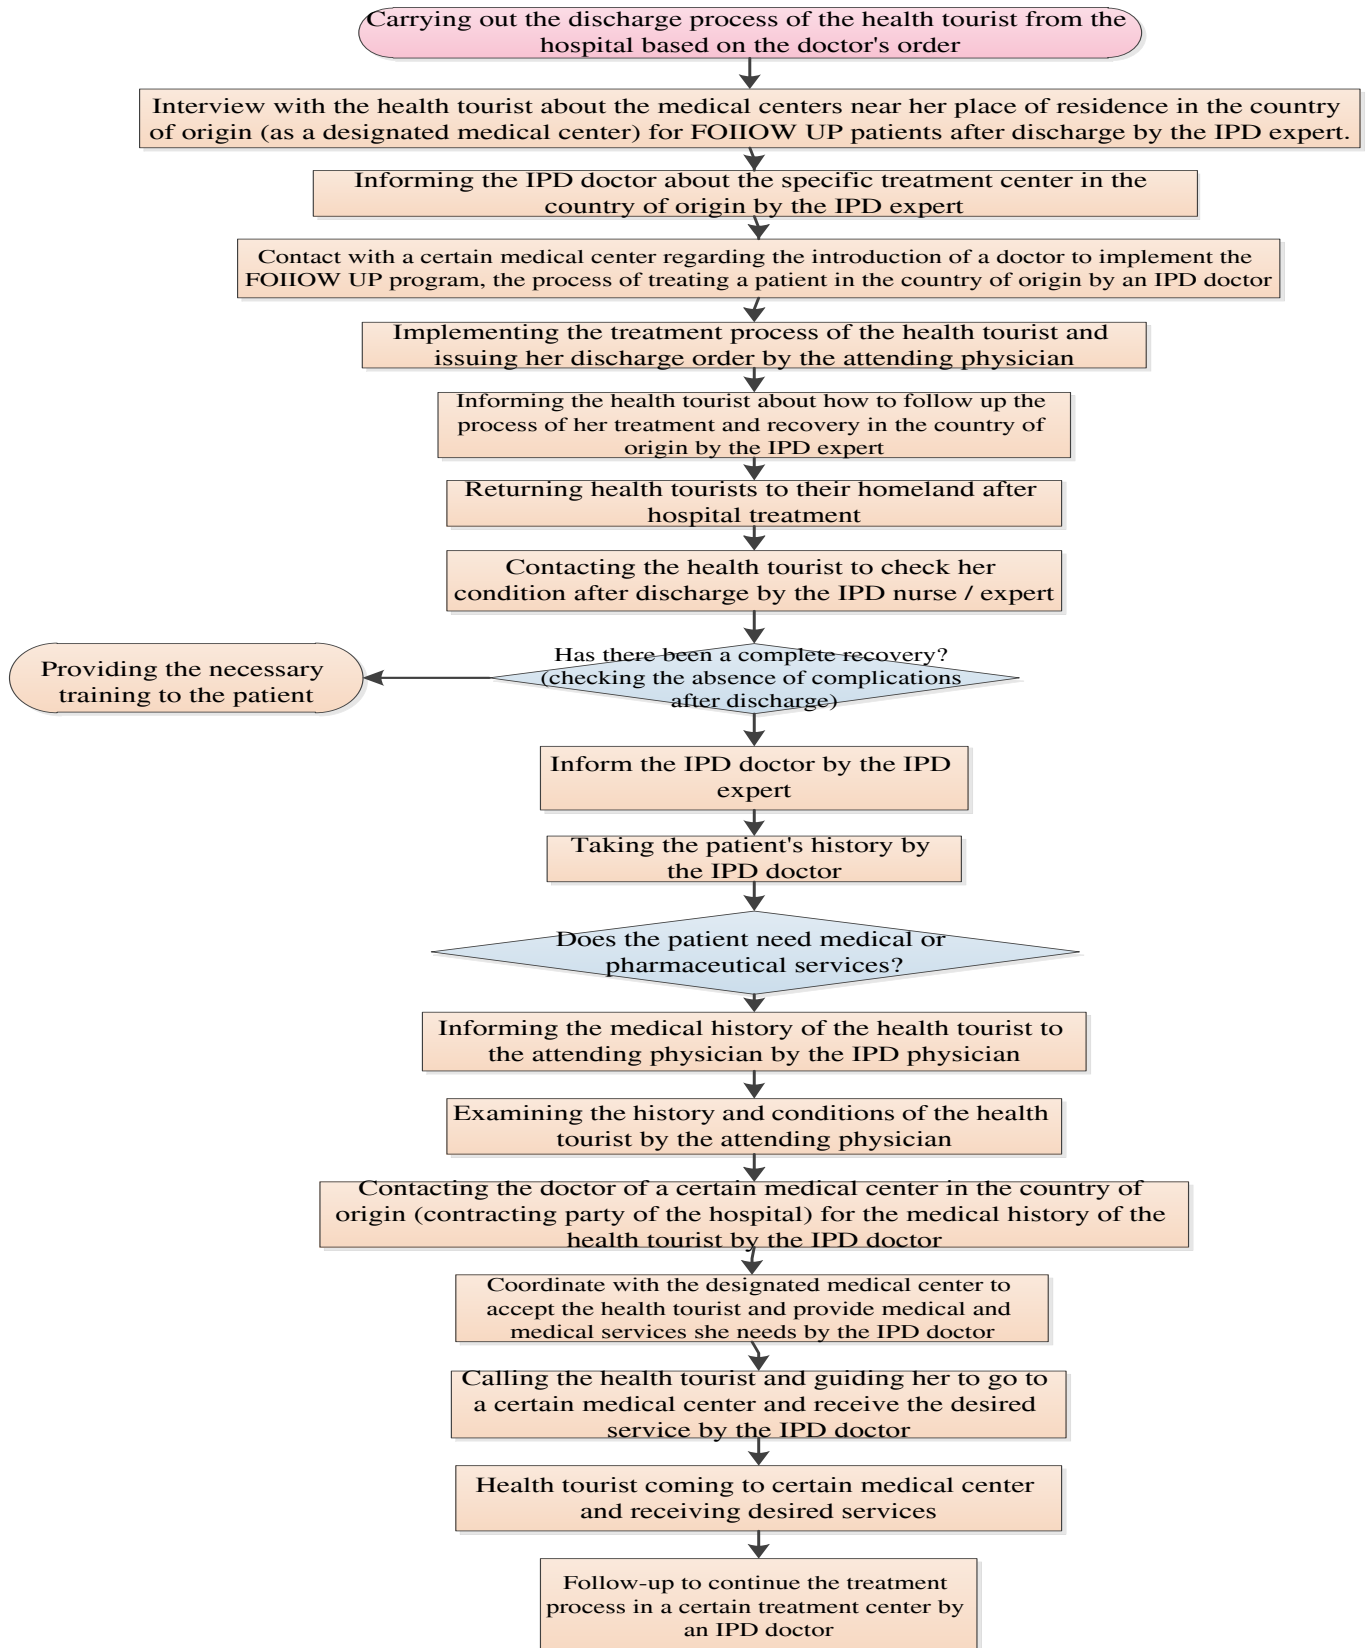 Carrying out the discharge process of the health tourist from the
hospital based on the doctor's order
Interview with the health tourist about the medical centers near her place of residence in the country
of origin (as a designated medical center) for FOIIOW UP patients after discharge by the IPD expert.
Informing the IPD doctor about the specific treatment center in the
country of origin by the IPD expert
Contact with a certain medical center regarding the introduction of a doctor to implement the
FOIIOW UP program, the process of treating a patient in the country of origin by an IPD doctor
Implementing the treatment process of the health tourist and
issuing her discharge order by the attending physician
Informing the health tourist about how to follow up the
process of her treatment and recovery in the country of
origin by the IPD expert
Returning health tourists to their homeland after
hospital treatment
Contacting the health tourist to check her
condition after discharge by the IPD nurse / expert
Has there been a complete recovery?
(checking the absence of complications
after discharge)
Providing the necessary
training to the patient
Inform the IPD doctor by the IPD
expert
Taking the patient's history by
the IPD doctor
Does the patient need medical or
pharmaceutical services?
Informing the medical history of the health tourist to
the attending physician by the IPD physician
Examining the history and conditions of the health
tourist by the attending physician
Contacting the doctor of a certain medical center in the country of
origin (contracting party of the hospital) for the medical history of the
health tourist by the IPD doctor
Coordinate with the designated medical center to
accept the health tourist and provide medical and
medical services she needs by the IPD doctor
Calling the health tourist and guiding her to go to
a certain medical center and receive the desired
service by the IPD doctor
Health tourist coming to certain medical center
and receiving desired services
Follow-up to continue the treatment
process in a certain treatment center by
an IPD doctor